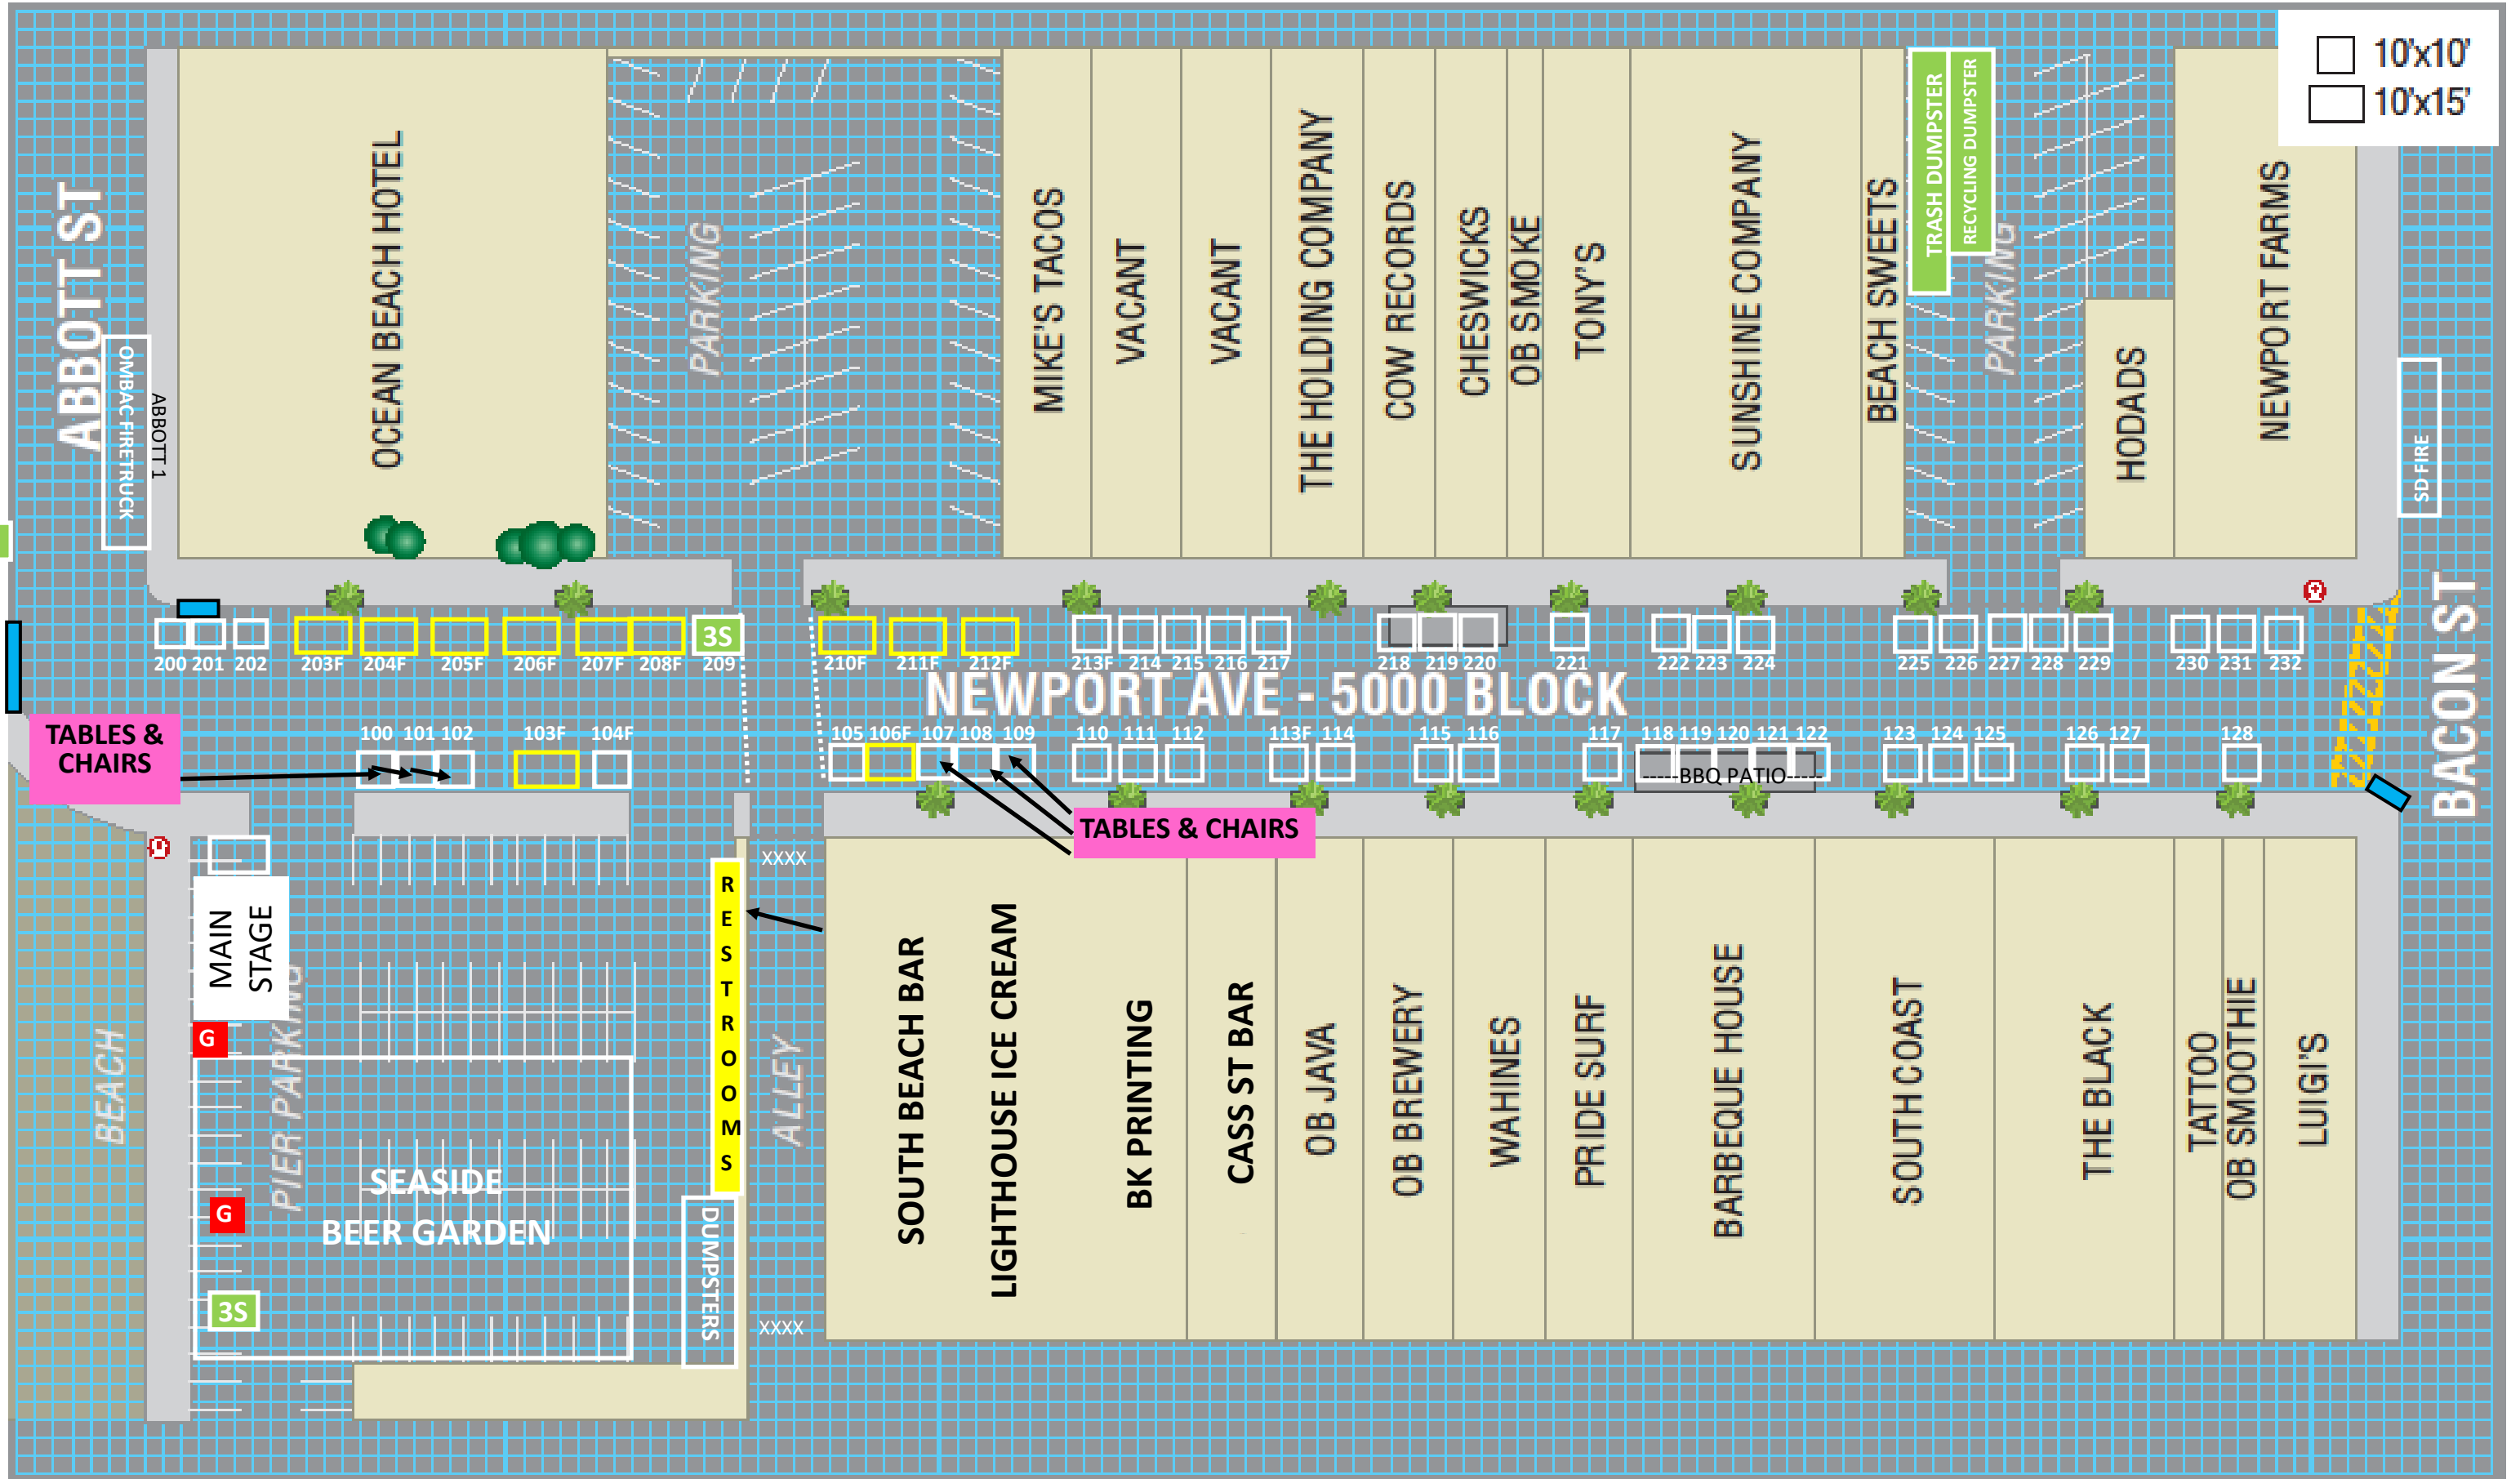 10'x10'
10'x15'
ABBOTT ST
OMBAC FIRETRUCK
ABBOTT 1
OCEAN BEACH HOTEL
PARKING
MIKE'S TACOS
VACANT
VACANT
THE HOLDING COMPANY
COW RECORDS
CHESWICKS
OB SMOKE
TONY'S
SUNSHINE COMPANY
BEACH SWEETS
TRASH DUMPSTER
RECYCLING DUMPSTER
PARKING
HODADS
NEWPORT FARMS
SD FIRE
BACON ST
3S
200 201 202 203F 204F 205F 206F 207F 208F 209 210F 211F 212F 213F 214 215 216 217 218 219 220 221 222 223 224 225 226 227 228 229 230 231 232
NEWPORT AVE - 5000 BLOCK
TABLES &
CHAIRS
100 101 102 103F 104F 105 106F 107 108 109 110 111 112 113F 114 115 116 117 118 119 120 121 122 123 124 125 126 127 128
-----BBQ PATIO-----
TABLES & CHAIRS
MAIN
STAGE
G
PIER PARKING
BEACH
G
SEASIDE
BEER GARDEN
3S
RESTROOMS
DUMPSTERS
XXXX
ALLEY
XXXX
SOUTH BEACH BAR
LIGHTHOUSE ICE CREAM
BK PRINTING
CASS ST BAR
OB JAVA
OB BREWERY
WAHINES
PRIDE SURF
BARBEQUE HOUSE
SOUTH COAST
THE BLACK
TATTOO
OB SMOOTHIE
LUIGI'S